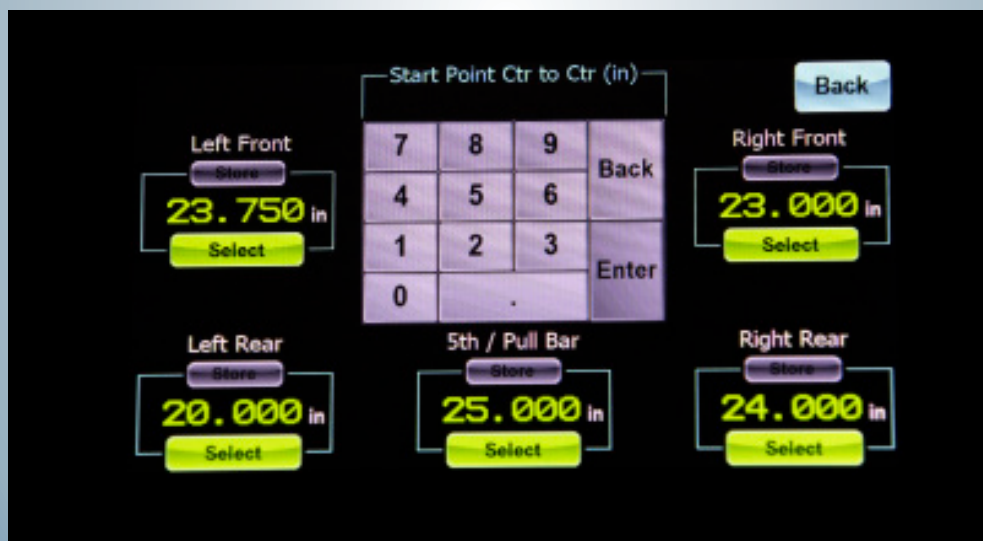 Start Point Ctr to Ctr (in)
Back
Left Front
Store
23.750 in
Select
7 8 9 Back
4 5 6
1 2 3 Enter
0 .
Right Front
Store
23.000 in
Select
Left Rear
Store
20.000 in
Select
5th / Pull Bar
Store
25.000 in
Select
Right Rear
Store
24.000 in
Select